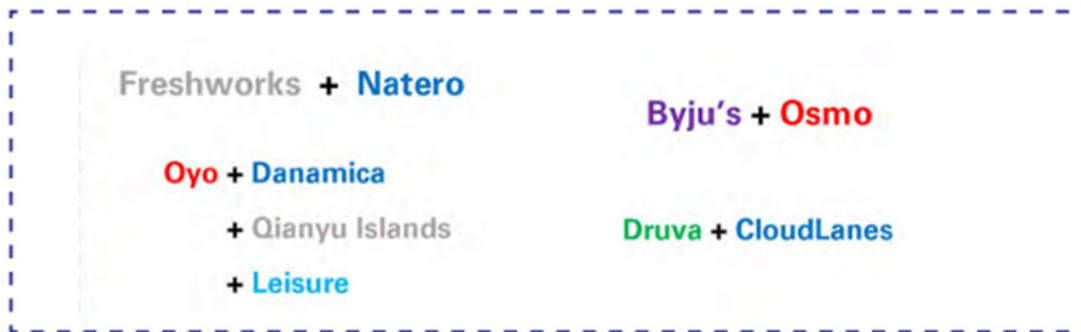 Freshworks + Natero
Byju's + Osmo
Oyo + Danamica
+ Qianyu Islands
+ Leisure
Druva + CloudLanes